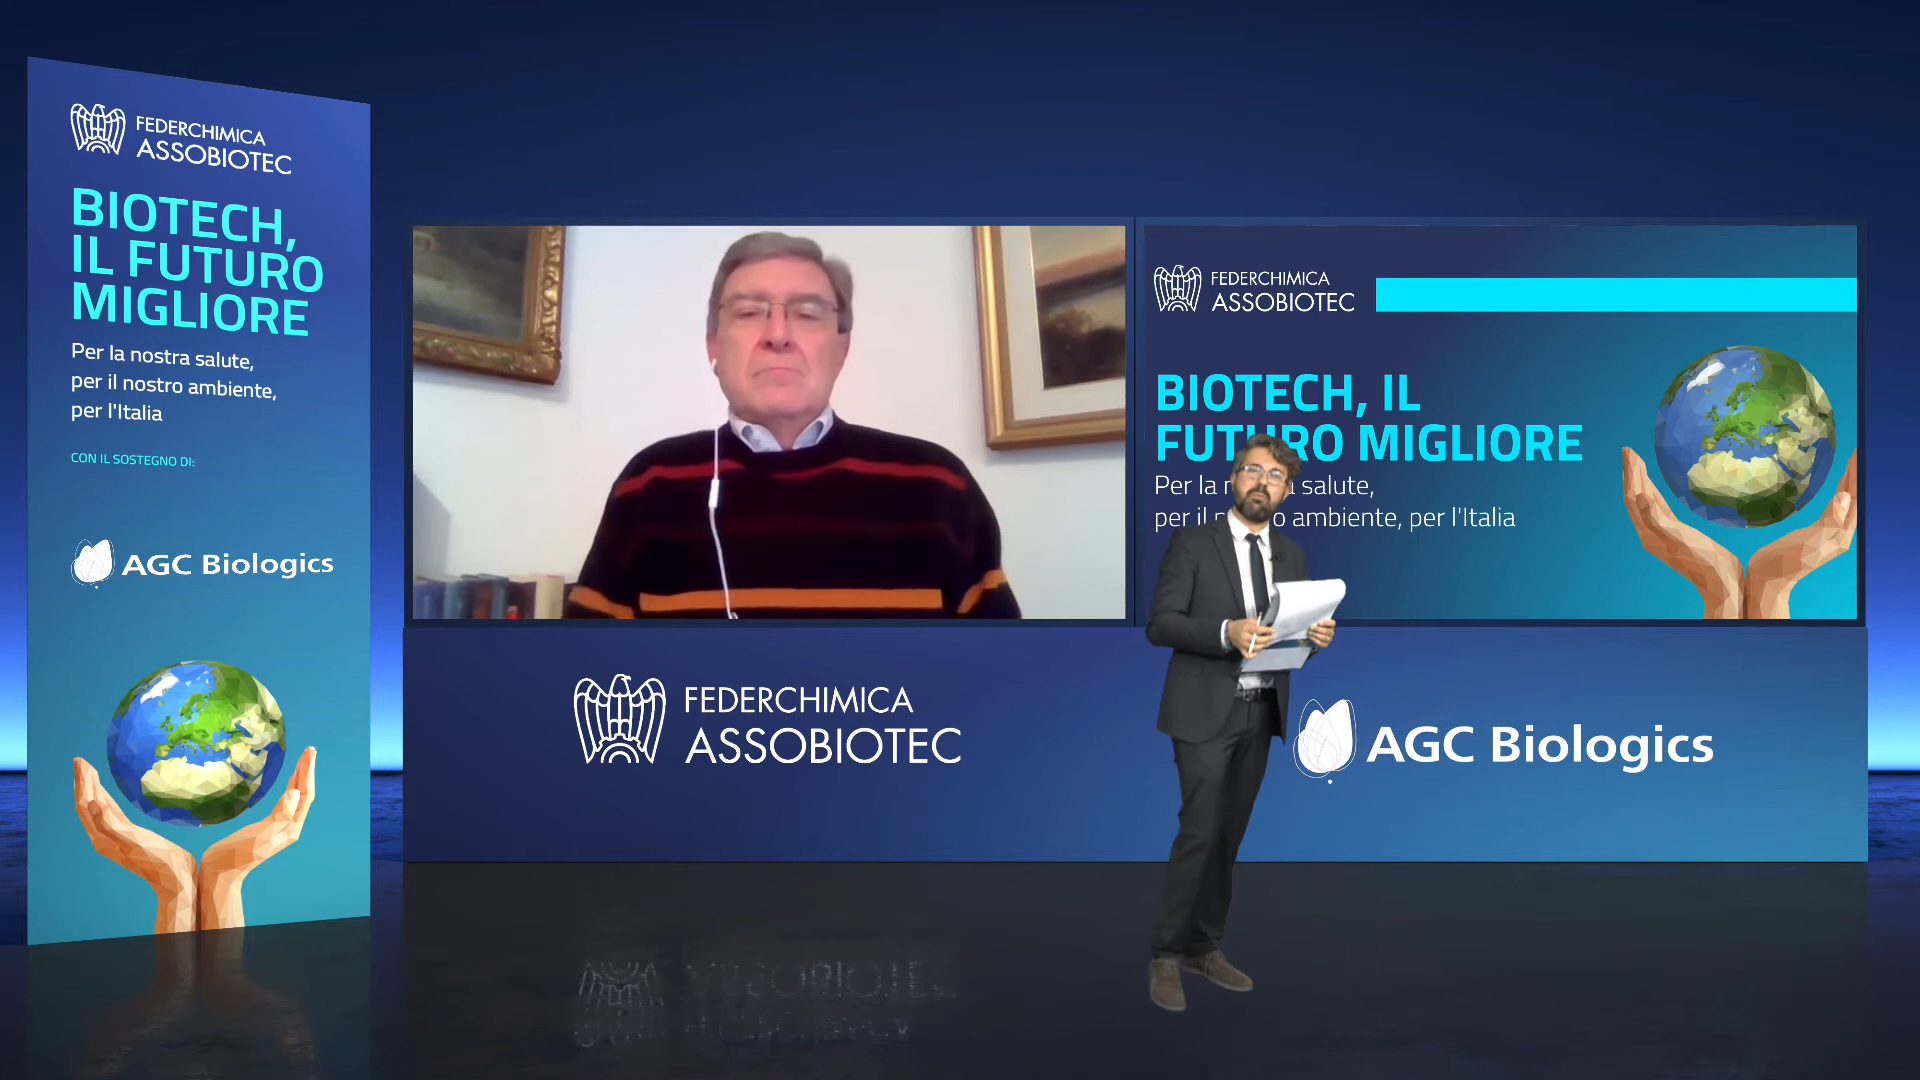 FEDERCHIMICA
ASSOBIOTEC
BIOTECH,
IL FUTURO
MIGLIORE
Per la nostra salute,
per il nostro ambiente,
per l'Italia
CON IL SOSTEGNO DI:
AGC Biologics
FEDERCHIMICA
ASSOBIOTEC
BIOTECH, IL
FUTURO MIGLIORE
Per la salute,
per il ambiente, per l'Italia
FEDERCHIMICA
ASSOBIOTEC
AGC Biologics